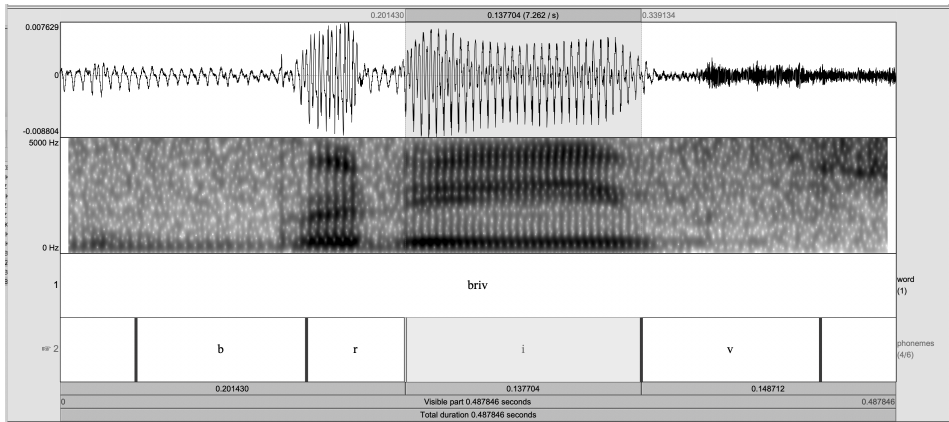 0.201430 0.137704 (7.262 / s) 0.339134
0.007629
0
-0.008804
5000 Hz
0 Hz
1 briv word (1)
2 b r i v phonemes (4/6)
0.201430 0.137704 0.148712
0 Visible part 0.487846 seconds 0.487846
Total duration 0.487846 seconds